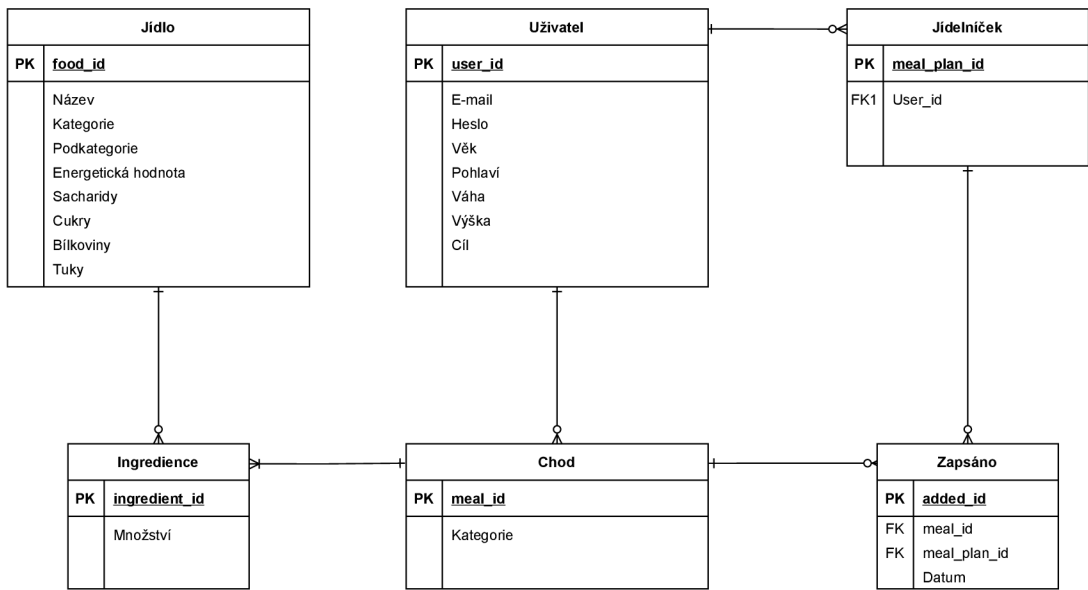 Jídlo
PK food_id
Název
Kategorie
Podkategorie
Energetická hodnota
Sacharidy
Cukry
Bílkoviny
Tuky
Uživatel
PK user_id
E-mail
Heslo
Věk
Pohlaví
Váha
Výška
Cíl
Jídelníček
PK meal_plan_id
FK1 User_id
Ingredience
PK ingredient_id
Množství
Chod
PK meal_id
Kategorie
Zapsáno
PK added_id
FK meal_id
FK meal_plan_id
Datum